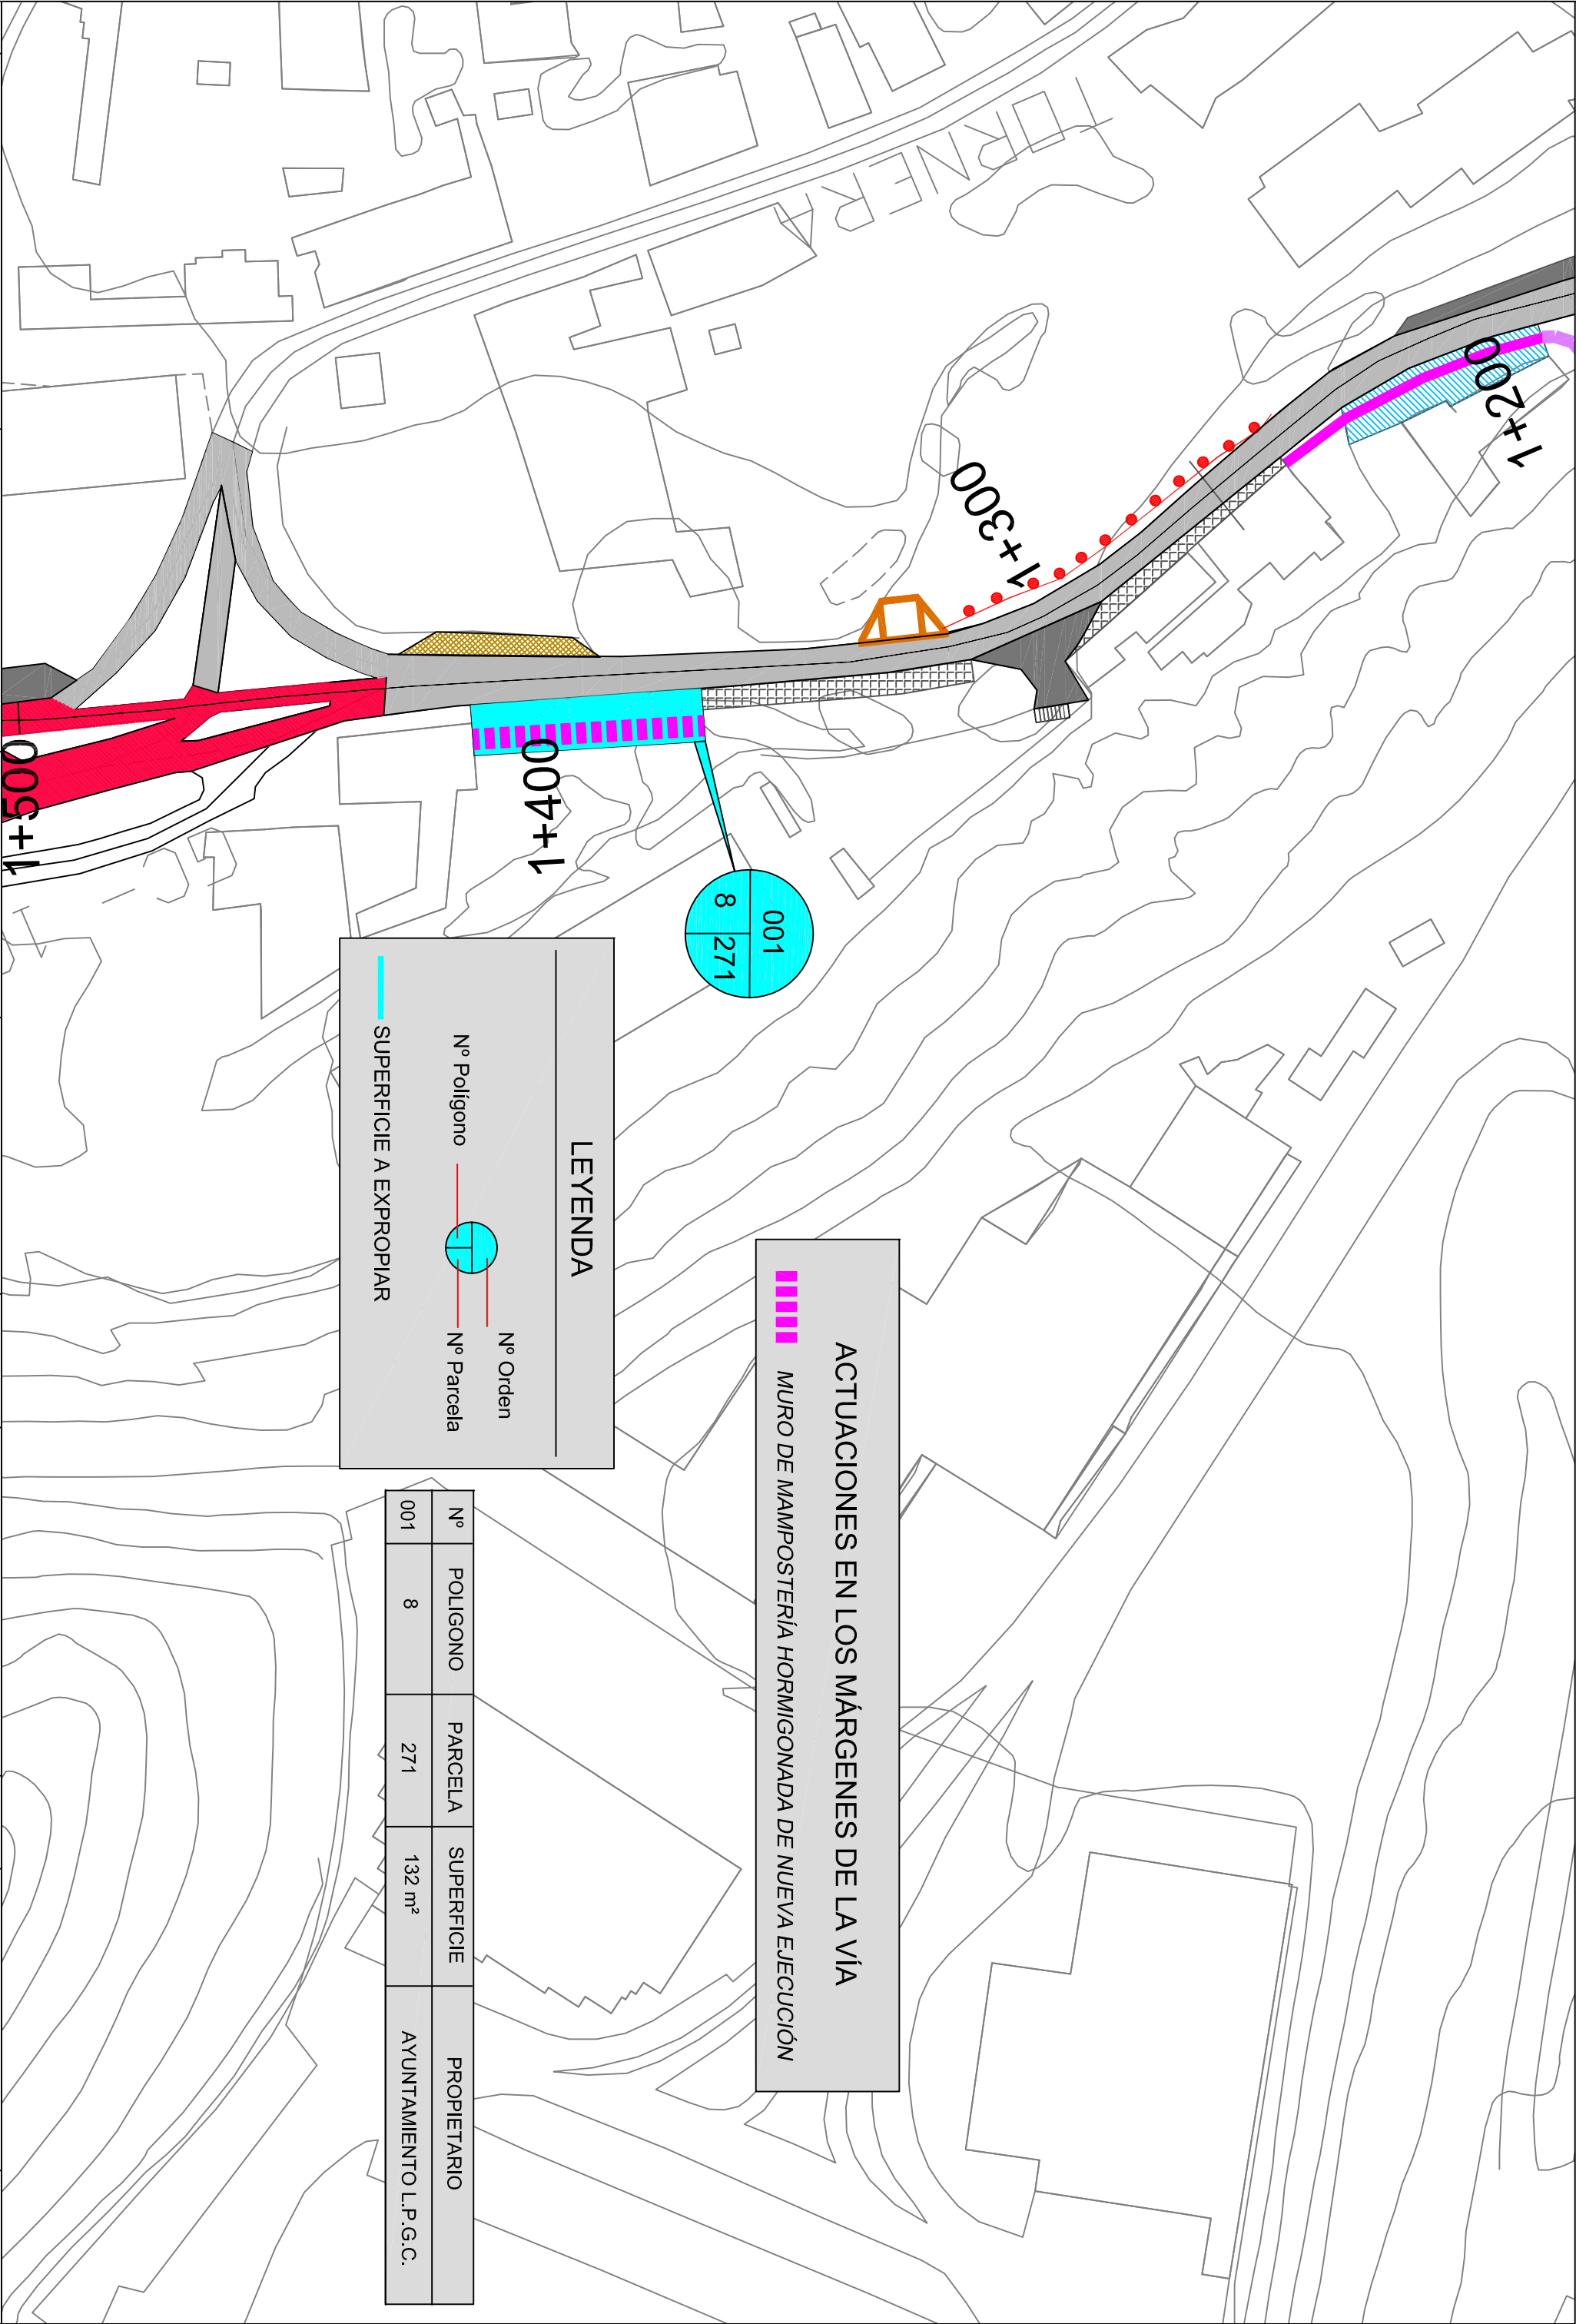 TURNER
1+200
1+300
1+400
1+500
001
8 271
LEYENDA
Nº Polígono
Nº Orden
Nº Parcela
SUPERFICIE A EXPROPIAR
ACTUACIONES EN LOS MÁRGENES DE LA VÍA
MURO DE MAMPOSTERÍA HORMIGONADA DE NUEVA EJECUCIÓN
Nº POLIGONO PARCELA SUPERFICIE PROPIETARIO
001 8 271 132 m² AYUNTAMIENTO L.P.G.C.